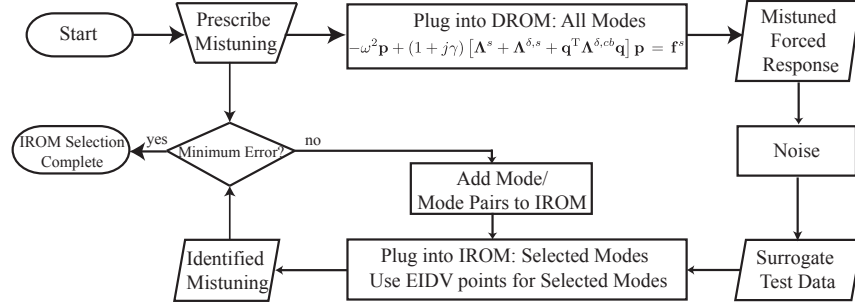 Start
Prescribe
Mistuning
Plug into DROM: All Modes
−ω²p + (1 + jγ) [Λˢ + Λ^{δ,s} + qᵀΛ^{δ,cb}q] p = fˢ
Mistuned
Forced
Response
IROM Selection
Complete
yes
Minimum Error?
no
Noise
Add Mode/
Mode Pairs to IROM
Identified
Mistuning
Plug into IROM: Selected Modes
Use EIDV points for Selected Modes
Surrogate
Test Data